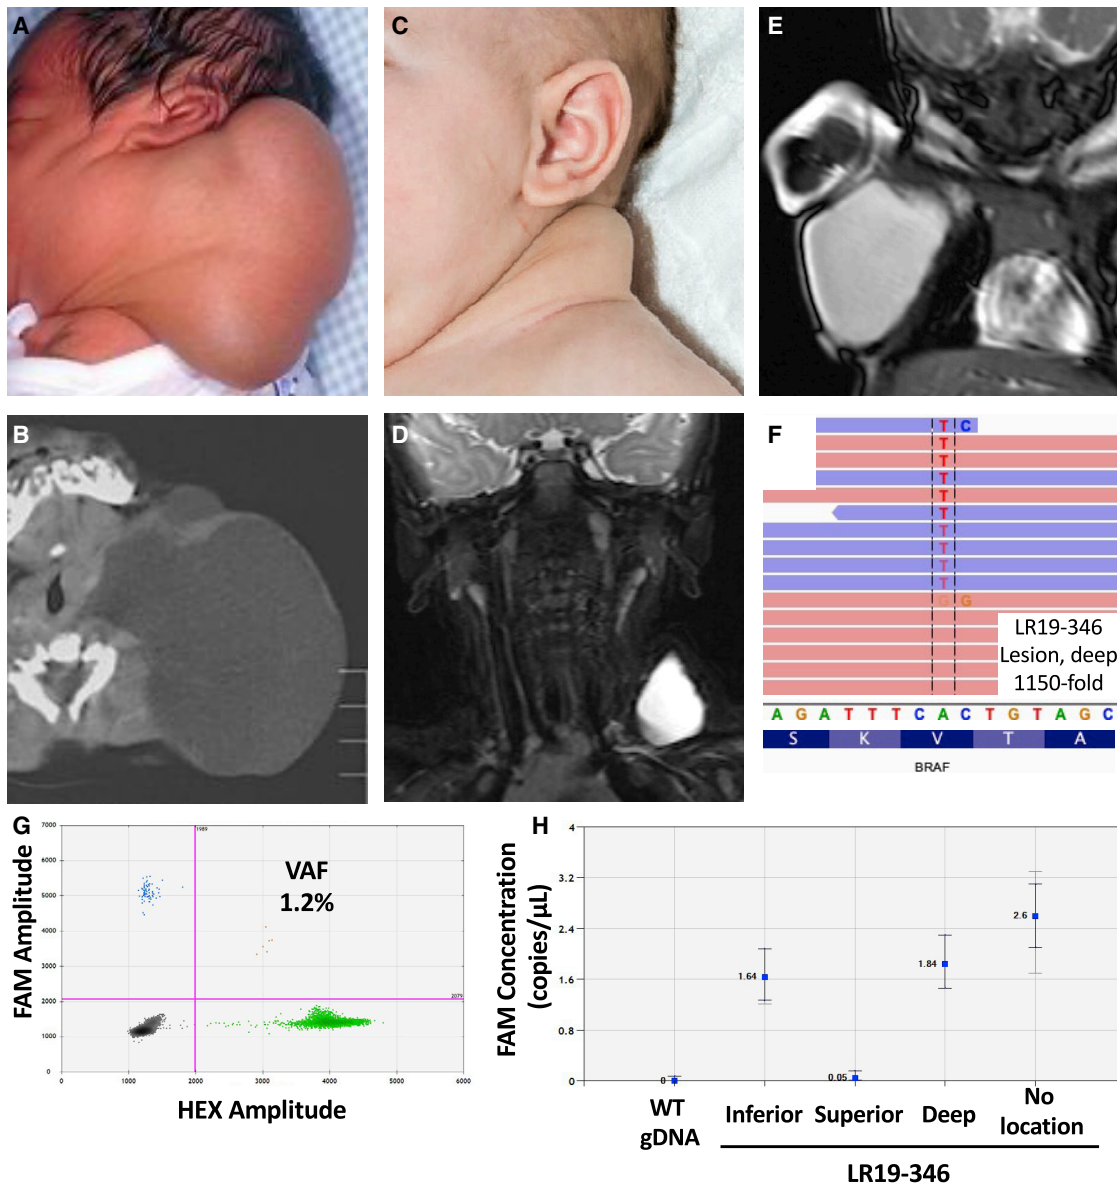 A
C
E
B
D
F
T C
T
T
T
T
T
T
T
T
T
G G
LR19-346
Lesion, deep
1150-fold
A G A T T T C A C T G T A G C
S K V T A
BRAF
G
FAM Amplitude
7000
6000
5000
4000
3000
2000
1000
0
1989
2079
VAF
1.2%
0 1000 2000 3000 4000 5000 6000
HEX Amplitude
H
FAM Concentration
(copies/µL)
4
3.2
2.4
1.6
0.8
0
0
1.64
0.05
1.84
2.6
WT
gDNA
Inferior
Superior
Deep
No
location
LR19-346